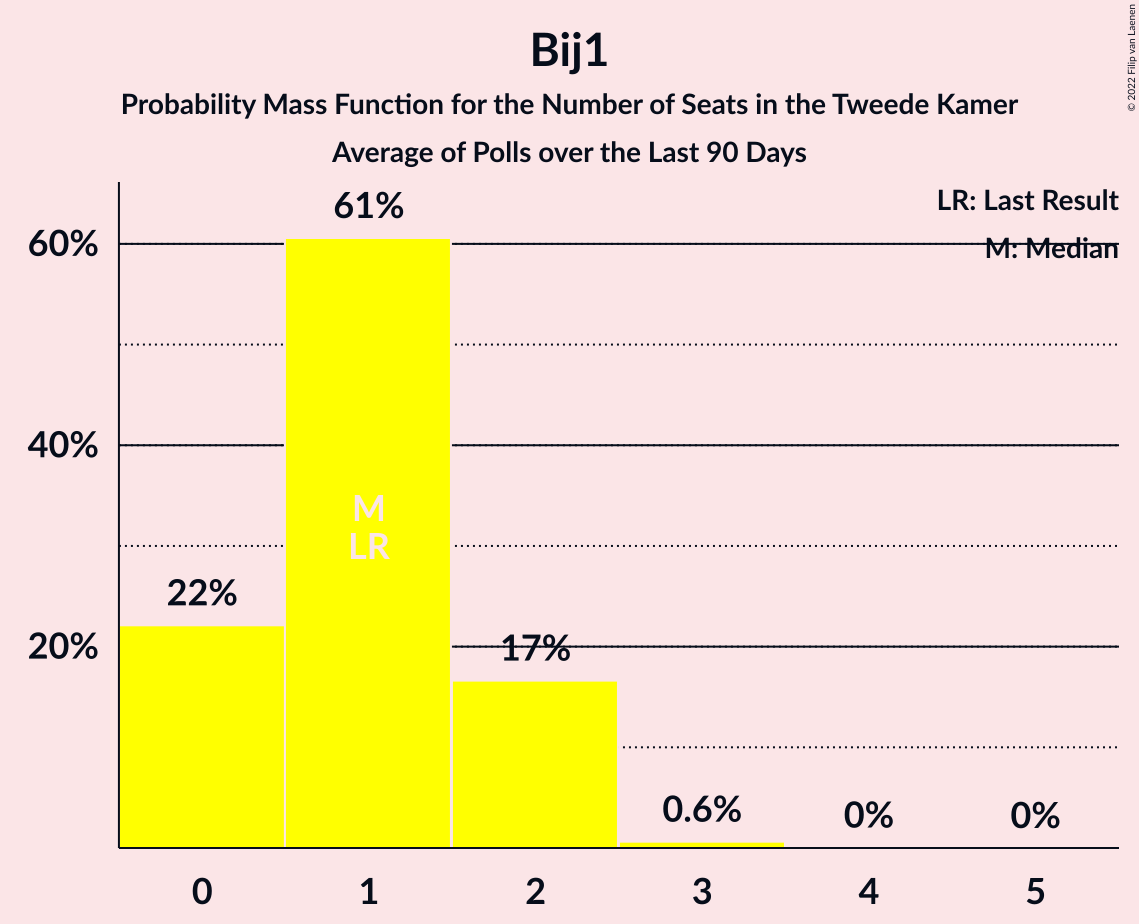 Bij1
Probability Mass Function for the Number of Seats in the Tweede Kamer
Average of Polls over the Last 90 Days
© 2022 Filip van Laenen
LR: Last Result
M: Median
61%
60%
40%
M
LR
22%
20%
17%
0.6%
0%
0%
0 1 2 3 4 5